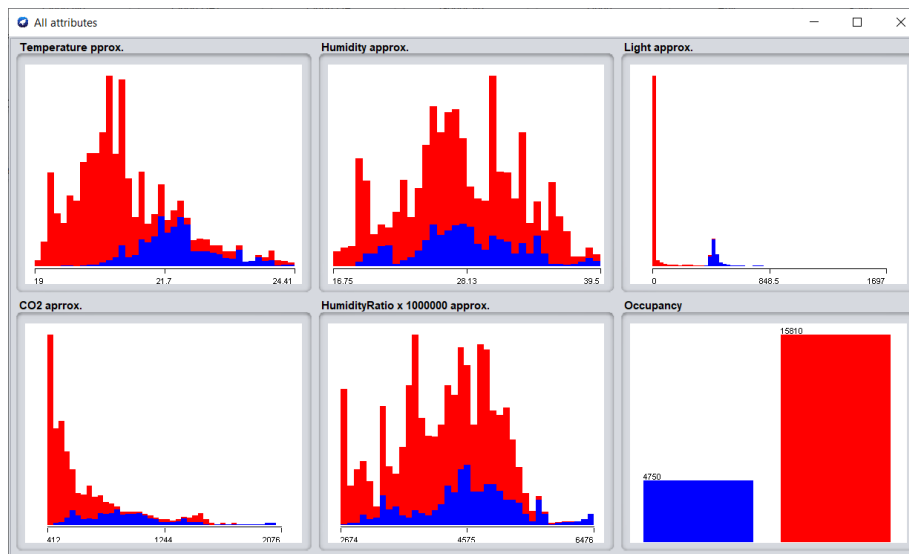 All attributes
Temperature pprox.
Humidity approx.
Light approx.
19 21.7 24.41
16.75 28.13 39.5
0 848.5 1697
CO2 aprrox.
HumidityRatio x 1000000 approx.
Occupancy
15810
4750
412 1244 2076
2674 4575 6476